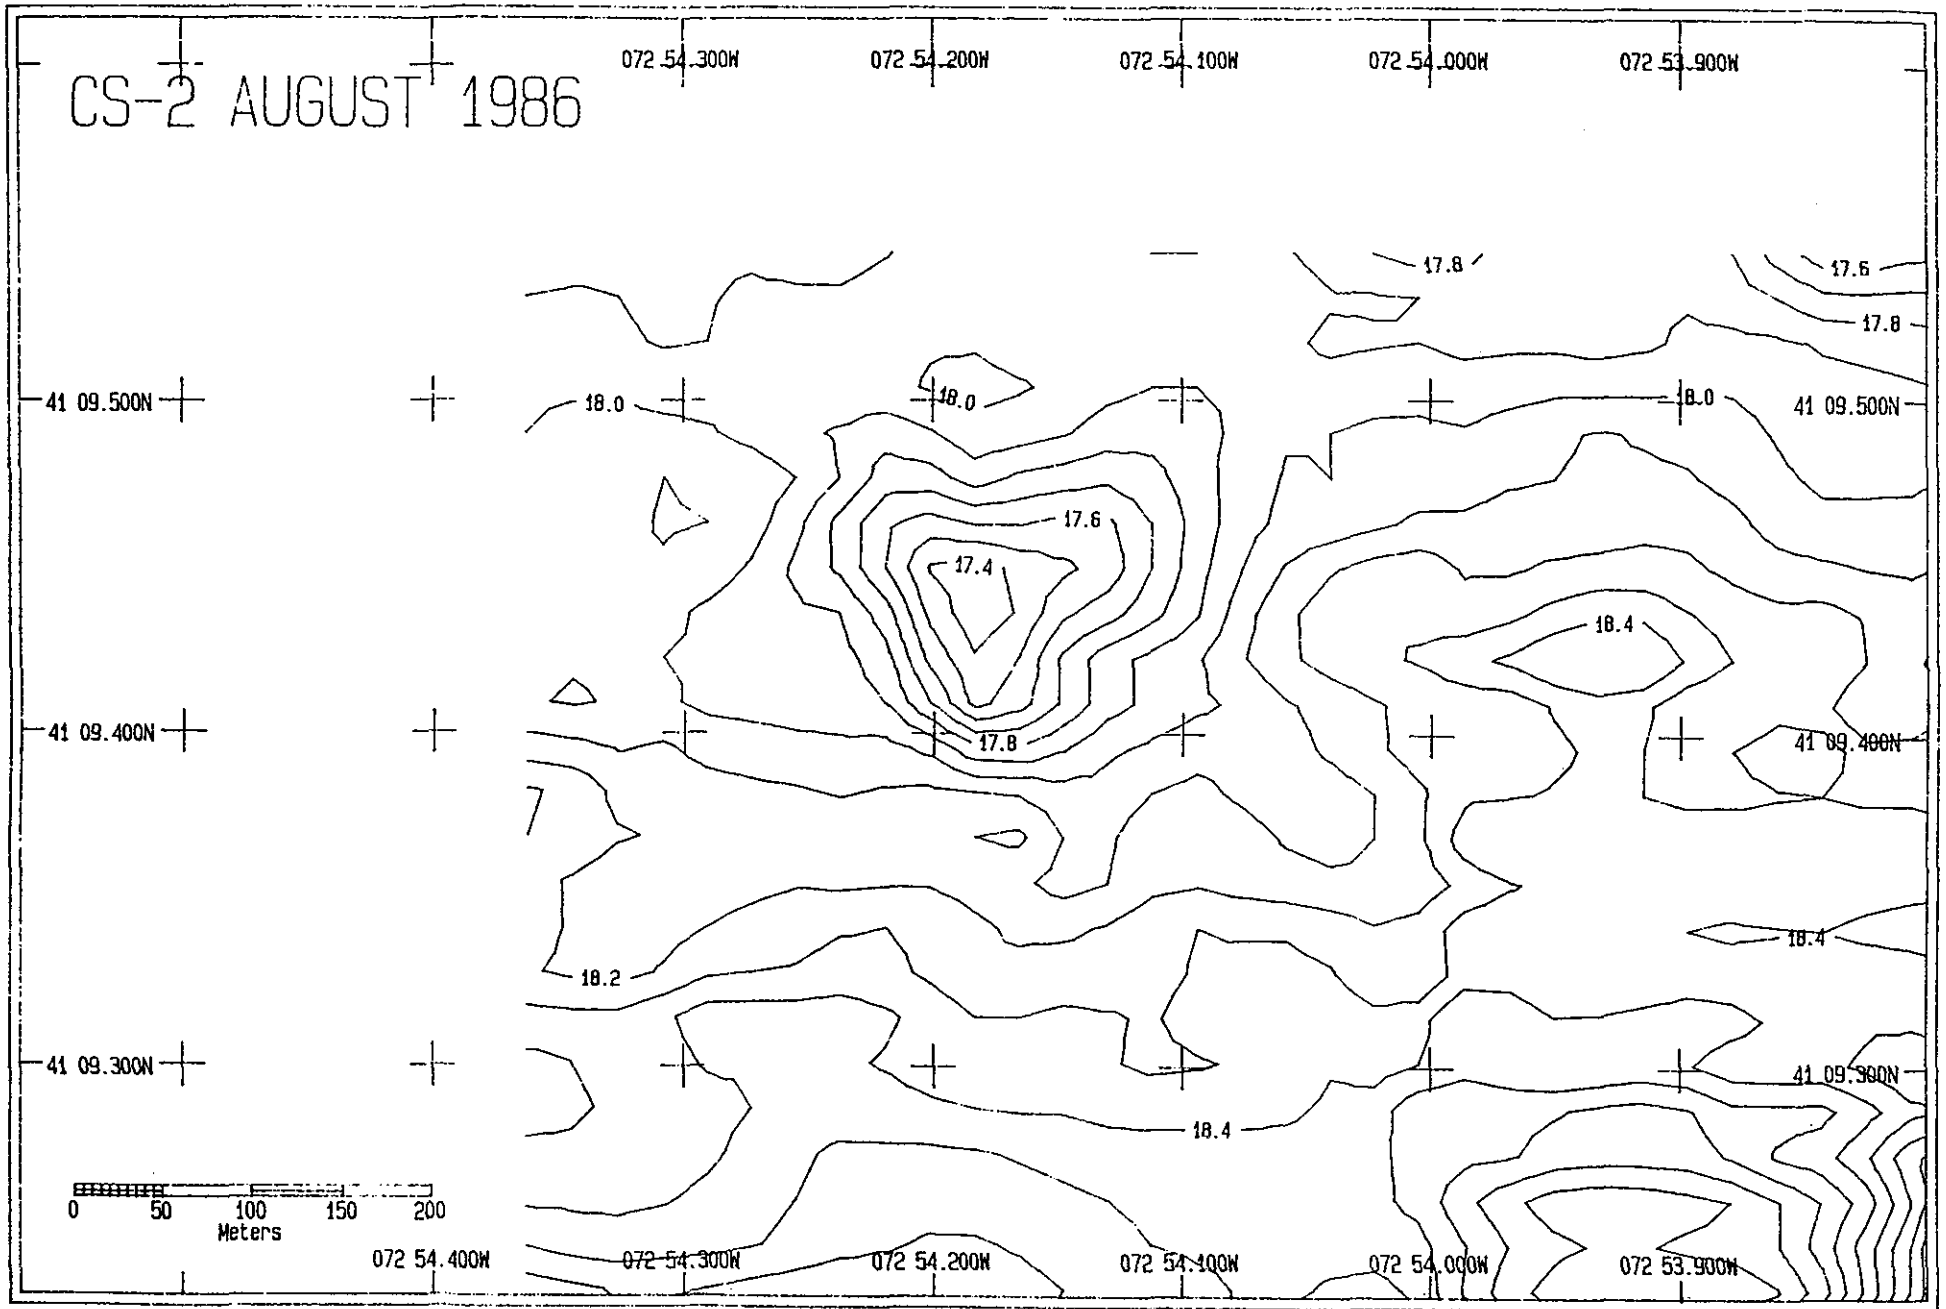 072 54.300W
072 54.200W
072 54.100W
072 54.000W
072 53.900W
CS-2 AUGUST 1986
17.8
17.6
17.8
41 09.500N
18.0
18.0
18.0
41 09.500N
17.6
17.4
18.4
41 09.400N
17.8
41 09.400N
18.4
18.2
41 09.300N
41 09.300N
18.4
0 50 100 150 200
Meters
072 54.400W
072 54.300W
072 54.200W
072 54.100W
072 54.000W
072 53.900W